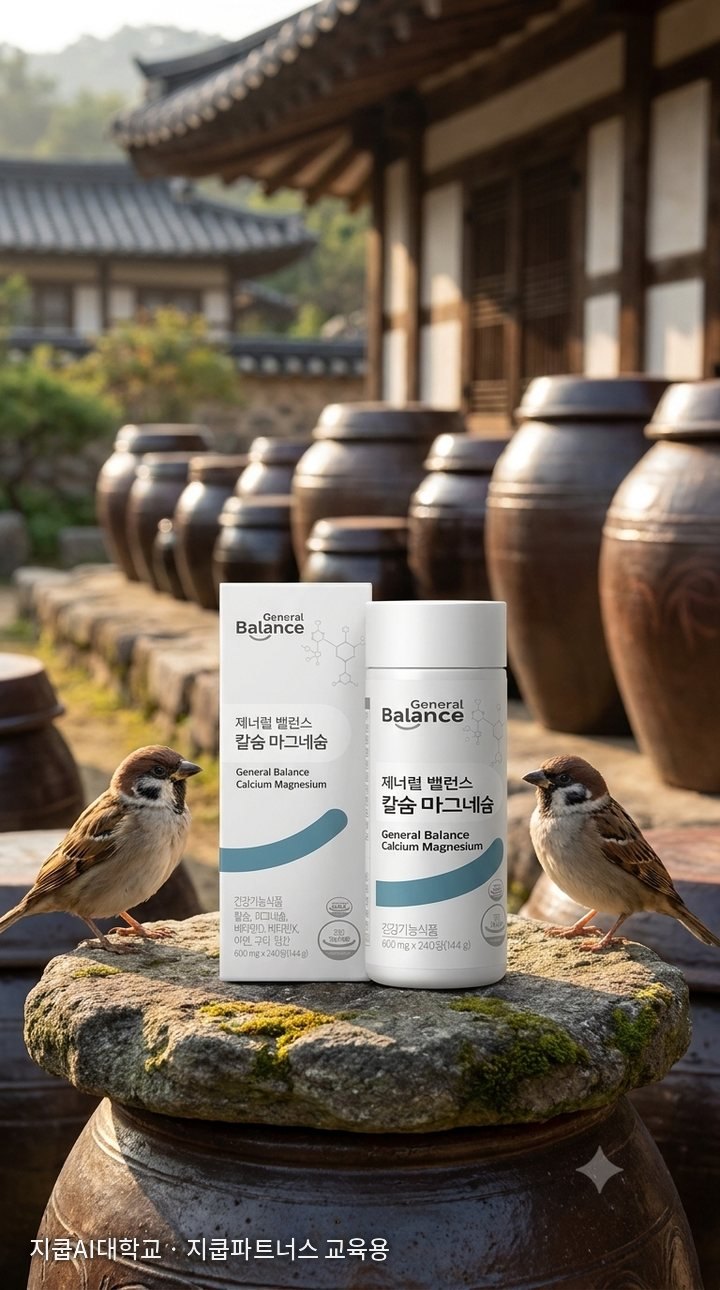 General
Balance
제너럴 밸런스
칼슘 마그네슘
General Balance
Calcium Magnesium
건강기능식품
칼슘, 마그네슘,
비타민D, 비타민K,
아연, 구리, 망간
600 mg x 240정(144 g)
General
Balance
제너럴 밸런스
칼슘 마그네슘
General Balance
Calcium Magnesium
건강기능식품
600 mg x 240정(144 g)
지쿱AI대학교 · 지쿱파트너스 교육용